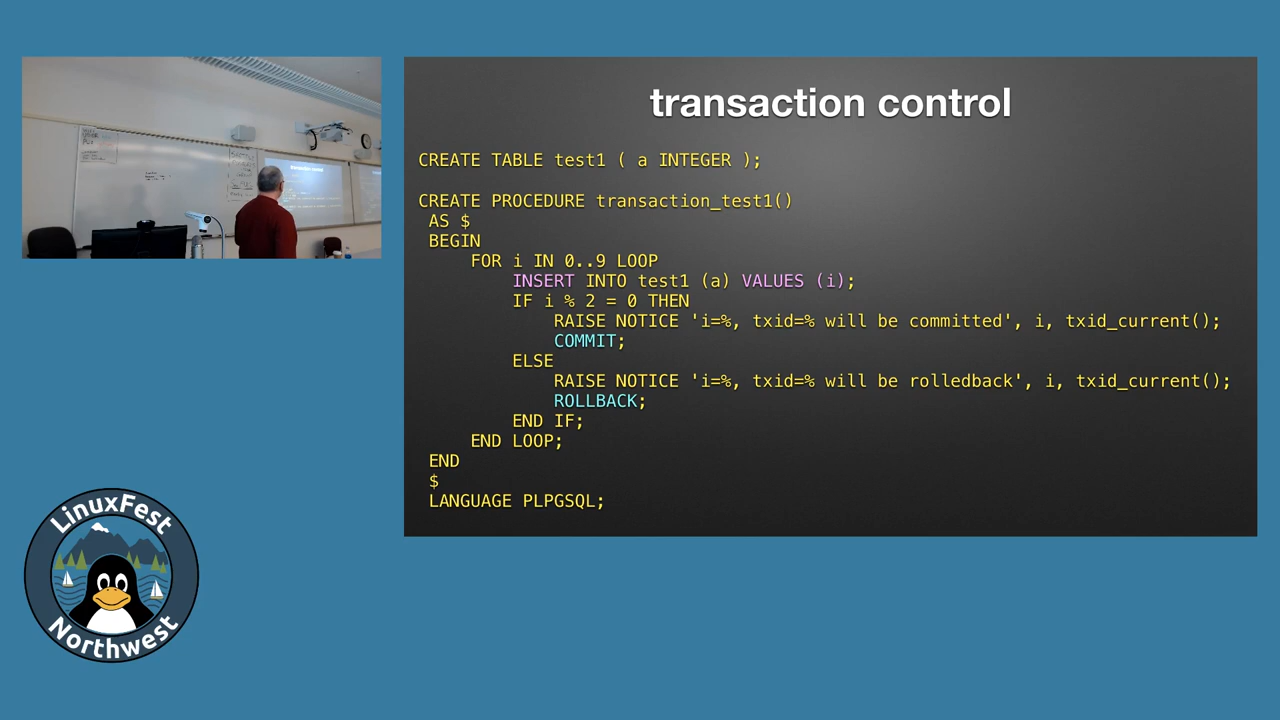 transaction control
CREATE TABLE test1 ( a INTEGER );
CREATE PROCEDURE transaction_test1()
AS $
BEGIN
FOR i IN 0..9 LOOP
INSERT INTO test1 (a) VALUES (i);
IF i % 2 = 0 THEN
RAISE NOTICE 'i=%, txid=% will be committed', i, txid_current();
COMMIT;
ELSE
RAISE NOTICE 'i=%, txid=% will be rolledback', i, txid_current();
ROLLBACK;
END IF;
END LOOP;
END
$
LANGUAGE PLPGSQL;
LinuxFest
Northwest